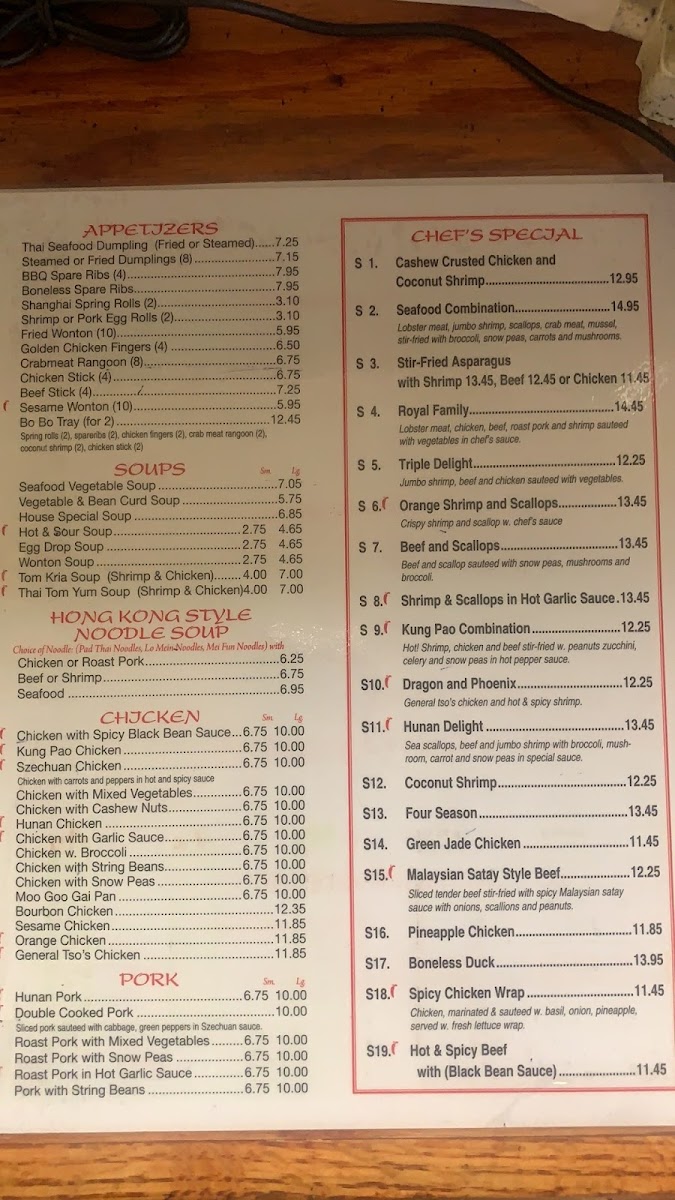 APPETIZERS
Thai Seafood Dumpling (Fried or Steamed)......7.25
Steamed or Fried Dumplings (8)........................7.15
BBQ Spare Ribs (4)...........................................7.95
Boneless Spare Ribs.........................................7.95
Shanghai Spring Rolls (2)..................................3.10
Shrimp or Pork Egg Rolls (2).............................3.10
Fried Wonton (10)..............................................5.95
Golden Chicken Fingers (4) ..............................6.50
Crabmeat Rangoon (8)......................................6.75
Chicken Stick (4)................................................6.75
Beef Stick (4).....................................................7.25
Sesame Wonton (10).........................................5.95
Bo Bo Tray (for 2) ............................................12.45
Spring rolls (2), spareribs (2), chicken fingers (2), crab meat rangoon (2),
coconut shrimp (2), chicken stick (2)
SOUPS Sm. Lg.
Seafood Vegetable Soup ...................................7.05
Vegetable & Bean Curd Soup ............................5.75
House Special Soup ..........................................6.85
Hot & Sour Soup.......................................2.75 4.65
Egg Drop Soup .........................................2.75 4.65
Wonton Soup ............................................2.75 4.65
Tom Kria Soup (Shrimp & Chicken)........4.00 7.00
Thai Tom Yum Soup (Shrimp & Chicken)4.00 7.00
HONG KONG STYLE
NOODLE SOUP
Choice of Noodle: (Pad Thai Noodles, Lo Mein Noodles, Mei Fun Noodles) with
Chicken or Roast Pork........................................6.25
Beef or Shrimp....................................................6.75
Seafood ..............................................................6.95
CHICKEN Sm. Lg.
Chicken with Spicy Black Bean Sauce...6.75 10.00
Kung Pao Chicken...................................6.75 10.00
Szechuan Chicken ..................................6.75 10.00
Chicken with carrots and peppers in hot and spicy sauce
Chicken with Mixed Vegetables...............6.75 10.00
Chicken with Cashew Nuts......................6.75 10.00
Hunan Chicken ........................................6.75 10.00
Chicken with Garlic Sauce.......................6.75 10.00
Chicken w. Broccoli .................................6.75 10.00
Chicken with String Beans.......................6.75 10.00
Chicken with Snow Peas .........................6.75 10.00
Moo Goo Gai Pan ....................................6.75 10.00
Bourbon Chicken..............................................12.35
Sesame Chicken...............................................11.85
Orange Chicken................................................11.85
General Tso's Chicken .....................................11.85
PORK Sm. Lg.
Hunan Pork..............................................6.75 10.00
Double Cooked Pork ........................................10.00
Sliced pork sauteed with cabbage, green peppers in Szechuan sauce.
Roast Pork with Mixed Vegetables .........6.75 10.00
Roast Pork with Snow Peas ...................6.75 10.00
Roast Pork in Hot Garlic Sauce..............6.75 10.00
Pork with String Beans ...........................6.75 10.00
CHEF'S SPECIAL
S 1. Cashew Crusted Chicken and
Coconut Shrimp......................................12.95
S 2. Seafood Combination.............................14.95
Lobster meat, jumbo shrimp, scallops, crab meat, mussel,
stir-fried with broccoli, snow peas, carrots and mushrooms.
S 3. Stir-Fried Asparagus
with Shrimp 13.45, Beef 12.45 or Chicken 11.45
S 4. Royal Family............................................14.45
Lobster meat, chicken, beef, roast pork and shrimp sauteed
with vegetables in chef's sauce.
S 5. Triple Delight...........................................12.25
Jumbo shrimp, beef and chicken sauteed with vegetables.
S 6. Orange Shrimp and Scallops..................13.45
Crispy shrimp and scallop w. chef's sauce
S 7. Beef and Scallops...................................13.45
Beef and scallop sauteed with snow peas, mushrooms and
broccoli.
S 8. Shrimp & Scallops in Hot Garlic Sauce.13.45
S 9. Kung Pao Combination...........................12.25
Hot! Shrimp, chicken and beef stir-fried w. peanuts zucchini,
celery and snow peas in hot pepper sauce.
S10. Dragon and Phoenix................................12.25
General tso's chicken and hot & spicy shrimp.
S11. Hunan Delight .........................................13.45
Sea scallops, beef and jumbo shrimp with broccoli, mush-
room, carrot and snow peas in special sauce.
S12. Coconut Shrimp.......................................12.25
S13. Four Season.............................................13.45
S14. Green Jade Chicken ................................11.45
S15. Malaysian Satay Style Beef.....................12.25
Sliced tender beef stir-fried with spicy Malaysian satay
sauce with onions, scallions and peanuts.
S16. Pineapple Chicken...................................11.85
S17. Boneless Duck.........................................13.95
S18. Spicy Chicken Wrap ................................11.45
Chicken, marinated & sauteed w. basil, onion, pineapple,
served w. fresh lettuce wrap.
S19. Hot & Spicy Beef
with (Black Bean Sauce) .......................11.45